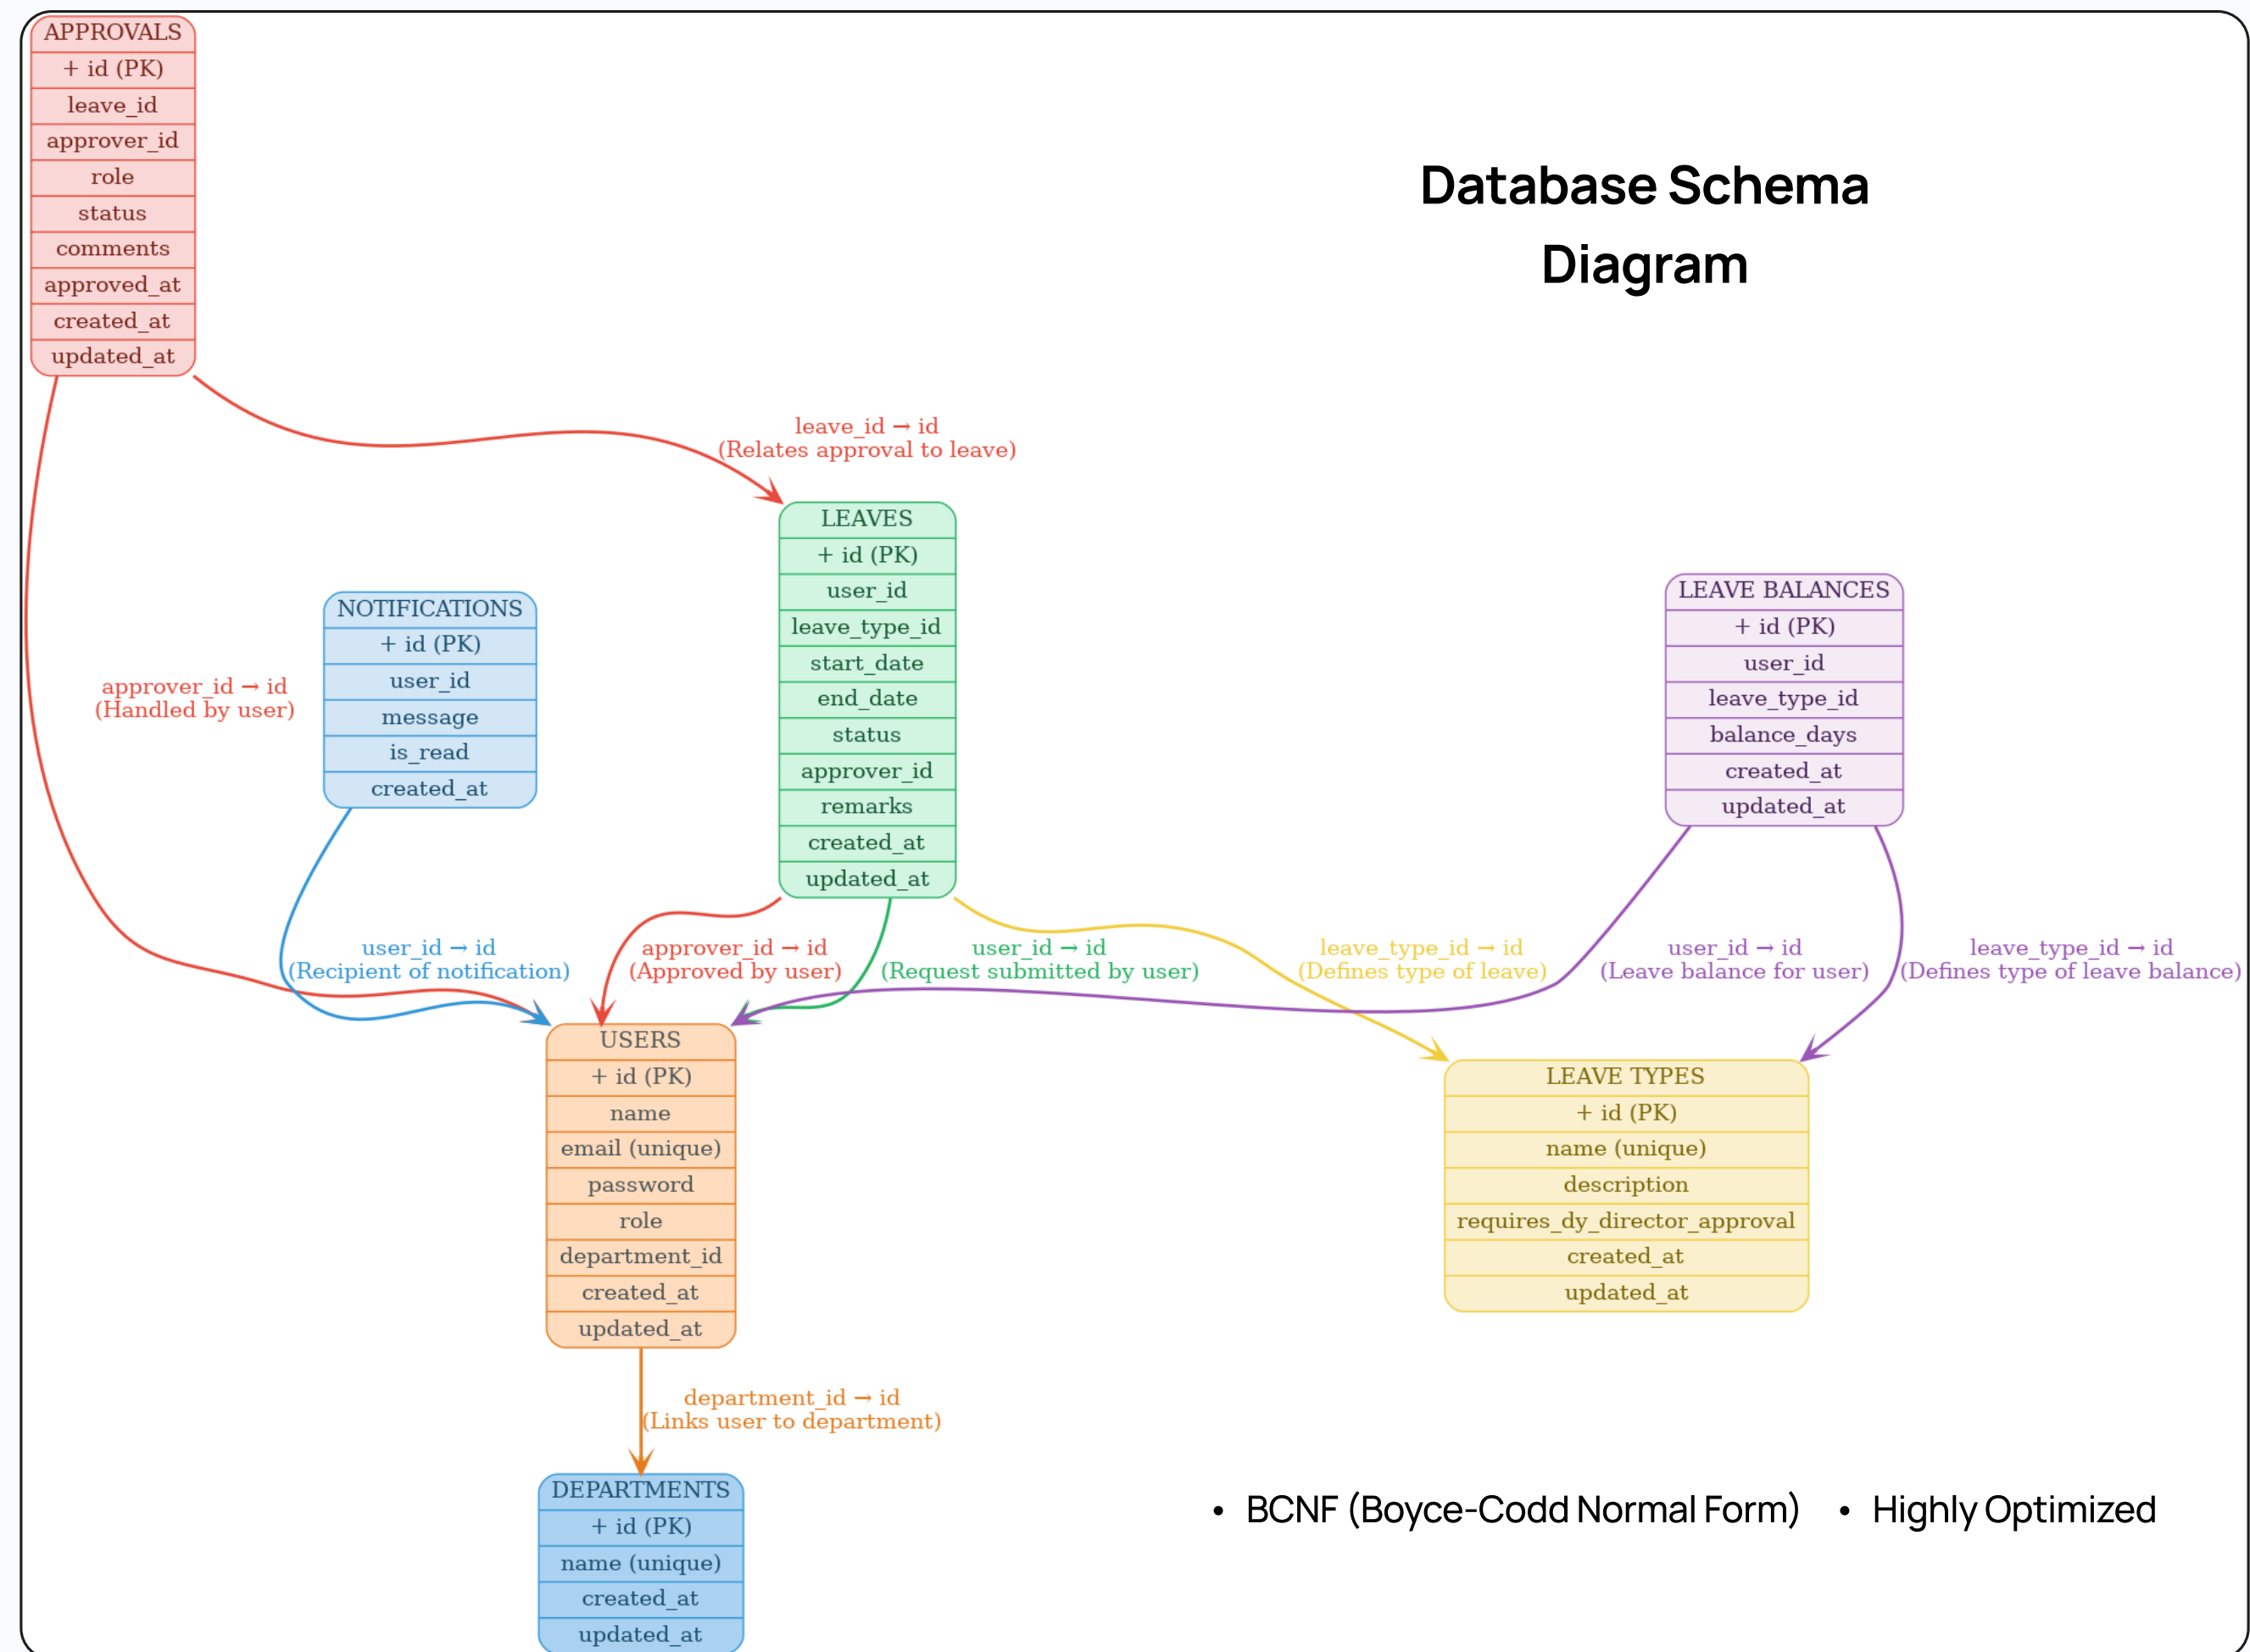 APPROVALS
+ id (PK)
leave_id
approver_id
role
status
comments
approved_at
created_at
updated_at
Database Schema
Diagram
leave_id → id
(Relates approval to leave)
LEAVES
+ id (PK)
user_id
leave_type_id
start_date
end_date
status
approver_id
remarks
created_at
updated_at
NOTIFICATIONS
+ id (PK)
user_id
message
is_read
created_at
LEAVE BALANCES
+ id (PK)
user_id
leave_type_id
balance_days
created_at
updated_at
approver_id → id
(Handled by user)
user_id → id
(Recipient of notification)
approver_id → id
(Approved by user)
user_id → id
(Request submitted by user)
leave_type_id → id
(Defines type of leave)
user_id → id
(Leave balance for user)
leave_type_id → id
(Defines type of leave balance)
USERS
+ id (PK)
name
email (unique)
password
role
department_id
created_at
updated_at
LEAVE TYPES
+ id (PK)
name (unique)
description
requires_dy_director_approval
created_at
updated_at
department_id → id
(Links user to department)
DEPARTMENTS
+ id (PK)
name (unique)
created_at
updated_at
• BCNF (Boyce-Codd Normal Form) • Highly Optimized